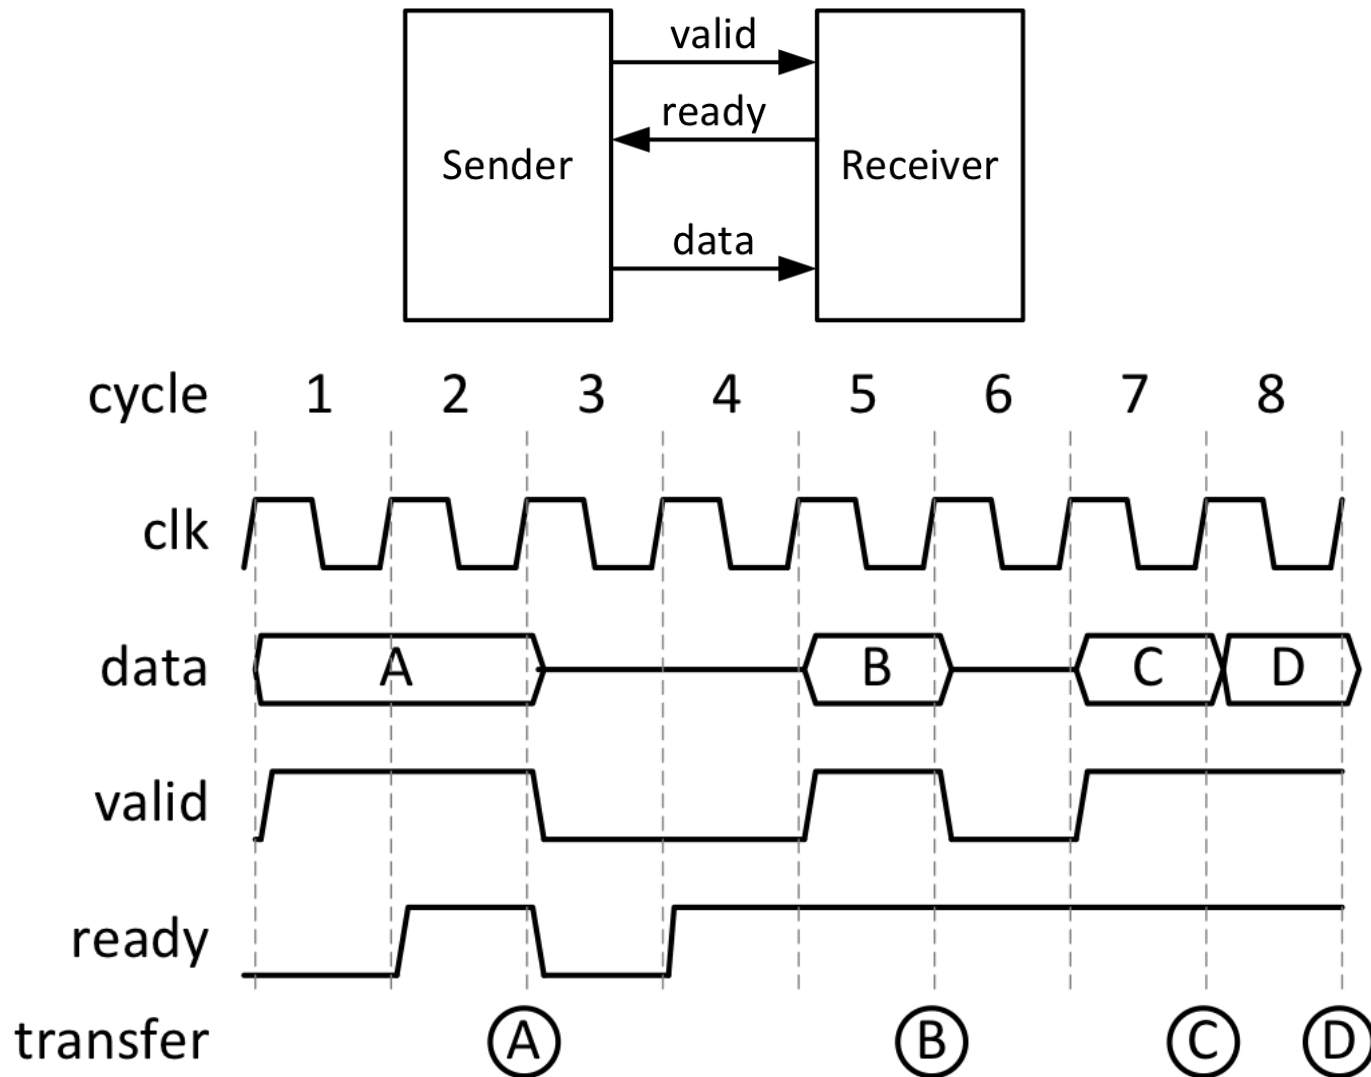 valid
ready
Sender
Receiver
data
cycle 1 2 3 4 5 6 7 8
clk
data A B C D
valid
ready
transfer A B C D